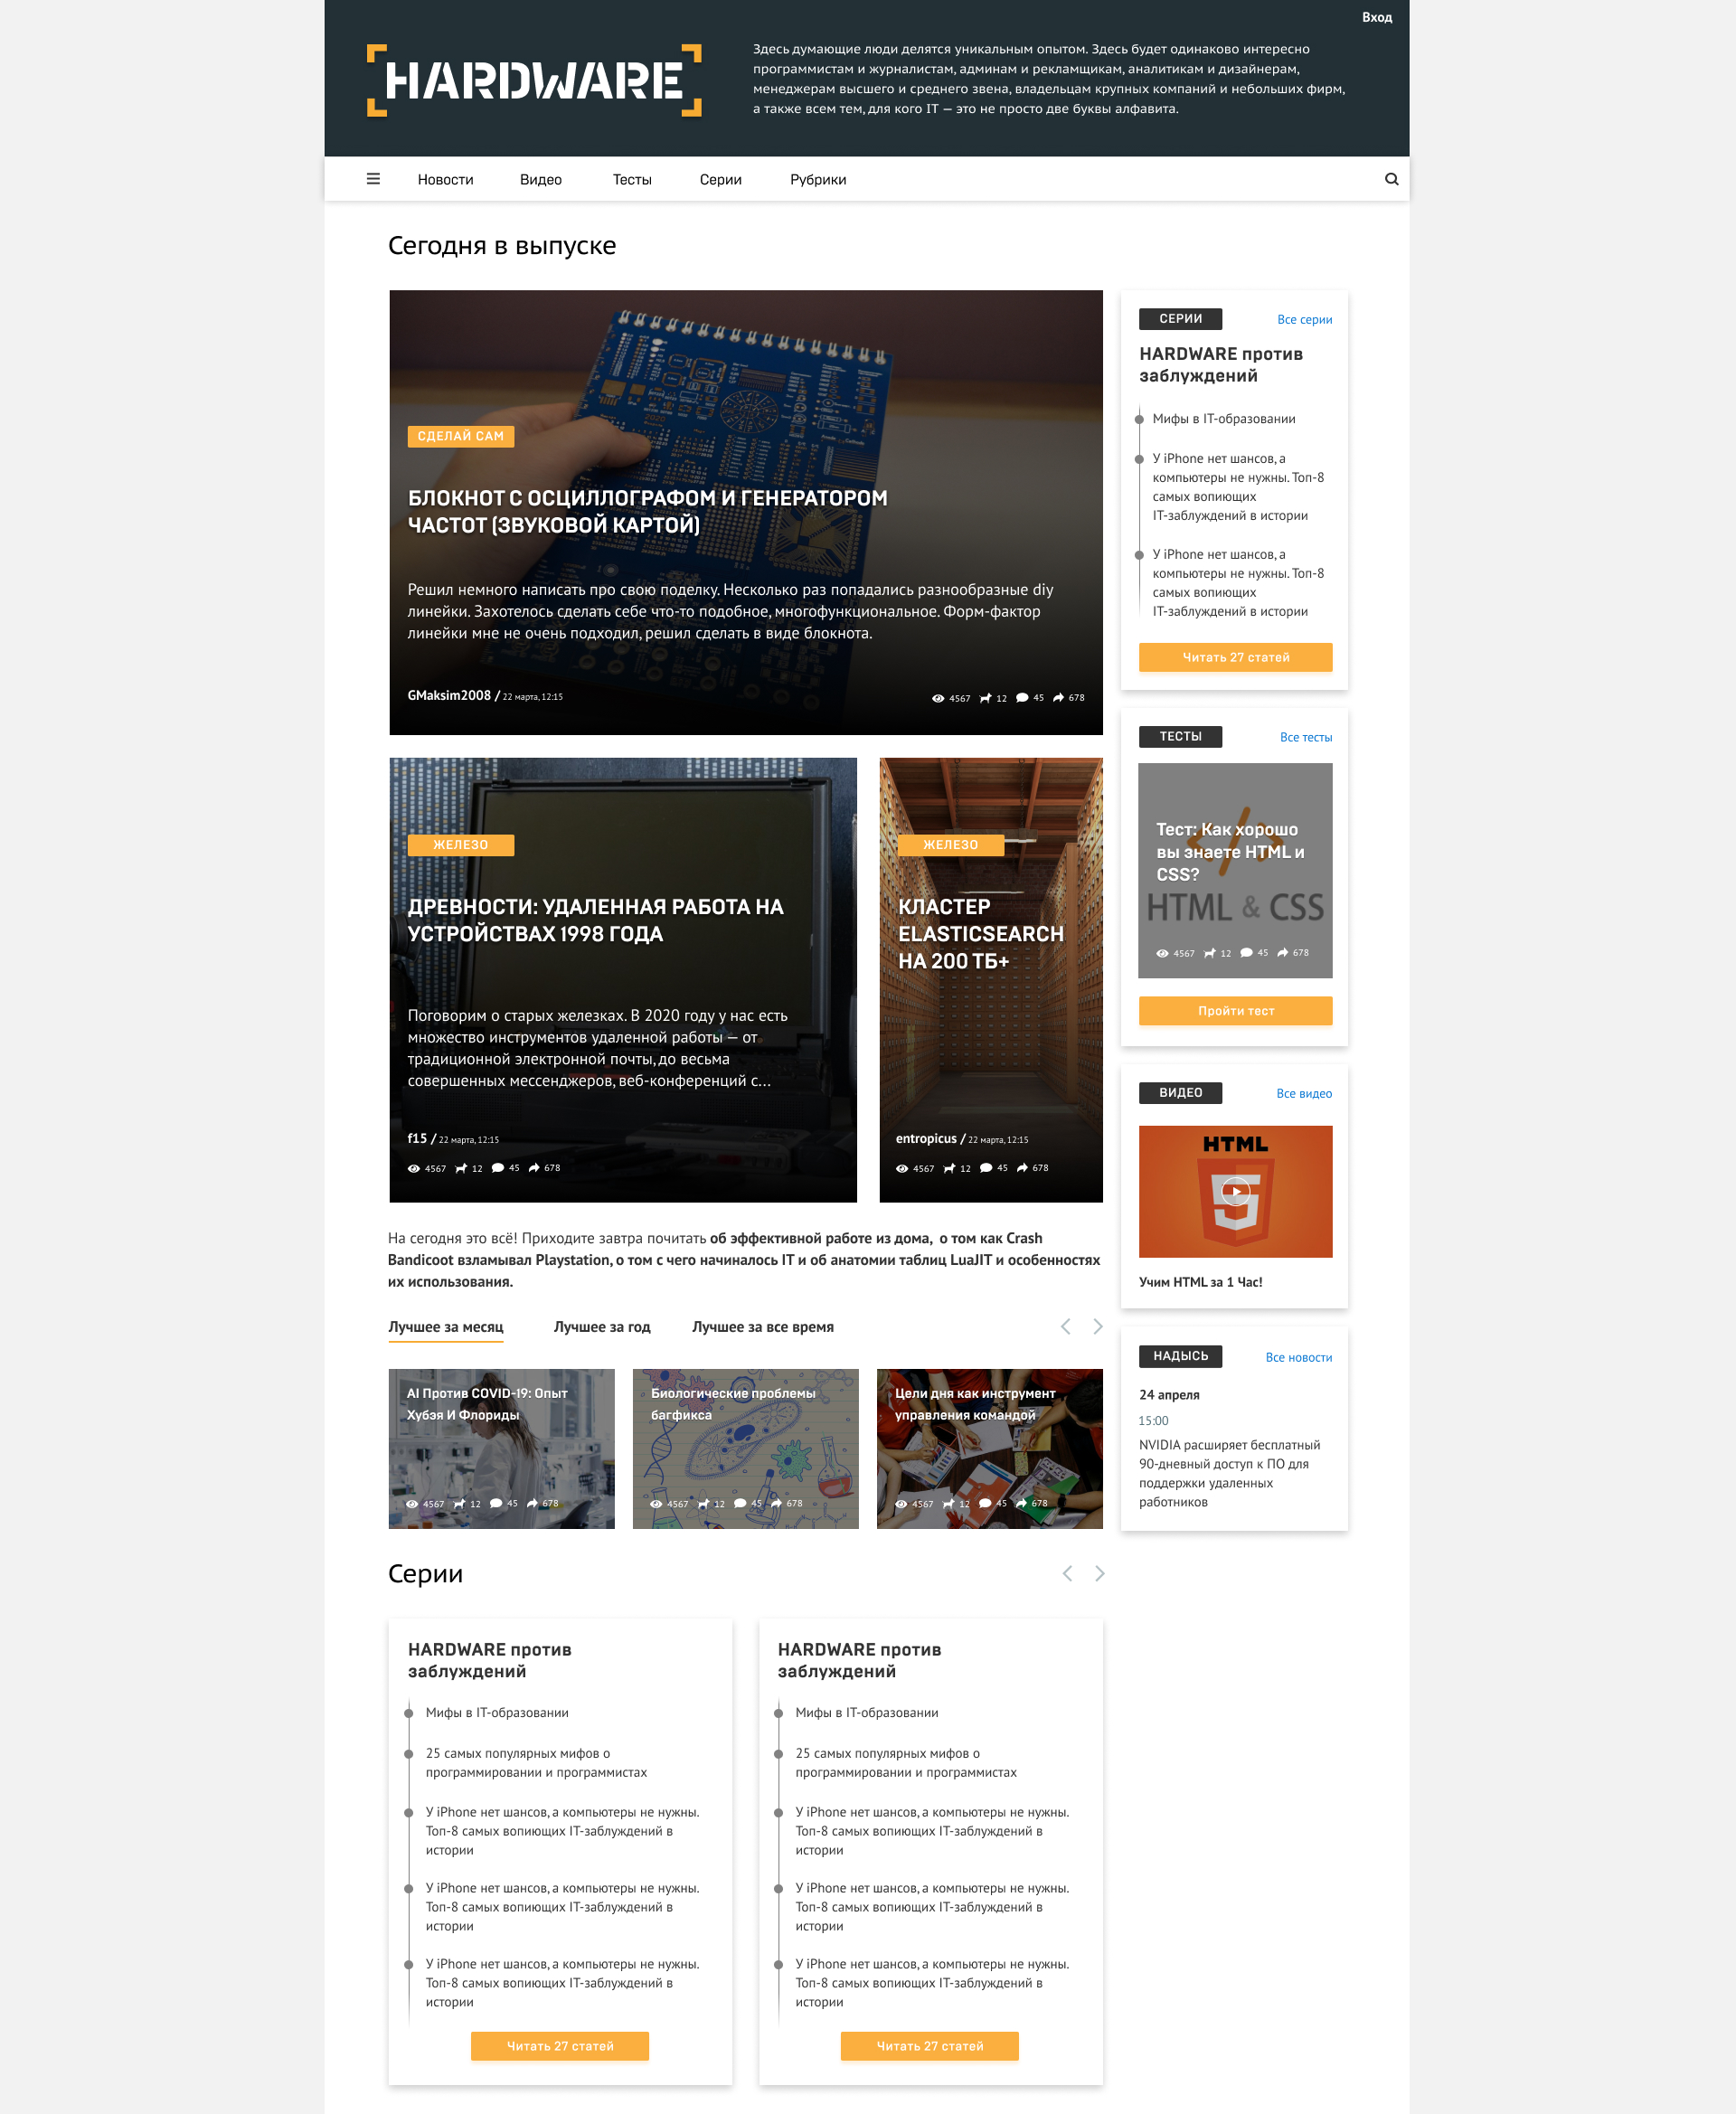 Вход
HARDWARE
Здесь думающие люди делятся уникальным опытом. Здесь будет одинаково интересно
программистам и журналистам, админам и рекламщикам, аналитикам и дизайнерам,
менеджерам высшего и среднего звена, владельцам крупных компаний и небольших фирм,
а также всем тем, для кого IT — это не просто две буквы алфавита.
Новости
Видео
Тесты
Серии
Рубрики
Сегодня в выпуске
СДЕЛАЙ САМ
БЛОКНОТ С ОСЦИЛЛОГРАФОМ И ГЕНЕРАТОРОМ
ЧАСТОТ (ЗВУКОВОЙ КАРТОЙ)
Решил немного написать про свою поделку. Несколько раз попадались разнообразные diy
линейки. Захотелось сделать себе что-то подобное, многофункциональное. Форм-фактор
линейки мне не очень подходил, решил сделать в виде блокнота.
GMaksim2008 / 22 марта, 12:15
4567 12 45 678
ЖЕЛЕЗО
ДРЕВНОСТИ: УДАЛЕННАЯ РАБОТА НА
УСТРОЙСТВАХ 1998 ГОДА
Поговорим о старых железках. В 2020 году у нас есть
множество инструментов удаленной работы — от
традиционной электронной почты, до весьма
совершенных мессенджеров, веб-конференций с...
f15 / 22 марта, 12:15
4567 12 45 678
ЖЕЛЕЗО
КЛАСТЕР
ELASTICSEARCH
НА 200 ТБ+
entropicus / 22 марта, 12:15
4567 12 45 678
На сегодня это всё! Приходите завтра почитать об эффективной работе из дома, о том как Crash
Bandicoot взламывал Playstation, о том с чего начиналось IT и об анатомии таблиц LuaJIT и особенностях
их использования.
Лучшее за месяц
Лучшее за год
Лучшее за все время
AI Против COVID-19: Опыт
Хубэя И Флориды
4567 12 45 678
Биологические проблемы
багфикса
4567 12 45 678
Цели дня как инструмент
управления командой
4567 12 45 678
СЕРИИ
Все серии
HARDWARE против
заблуждений
Мифы в IT-образовании
У iPhone нет шансов, а
компьютеры не нужны. Топ-8
самых вопиющих
IT-заблуждений в истории
У iPhone нет шансов, а
компьютеры не нужны. Топ-8
самых вопиющих
IT-заблуждений в истории
Читать 27 статей
ТЕСТЫ
Все тесты
Тест: Как хорошо
вы знаете HTML и
CSS?
HTML & CSS
4567 12 45 678
Пройти тест
ВИДЕО
Все видео
HTML
5
Учим HTML за 1 Час!
НАДЫСЬ
Все новости
24 апреля
15:00
NVIDIA расширяет бесплатный
90-дневный доступ к ПО для
поддержки удаленных
работников
Серии
HARDWARE против
заблуждений
Мифы в IT-образовании
25 самых популярных мифов о
программировании и программистах
У iPhone нет шансов, а компьютеры не нужны.
Топ-8 самых вопиющих IT-заблуждений в
истории
У iPhone нет шансов, а компьютеры не нужны.
Топ-8 самых вопиющих IT-заблуждений в
истории
У iPhone нет шансов, а компьютеры не нужны.
Топ-8 самых вопиющих IT-заблуждений в
истории
Читать 27 статей
HARDWARE против
заблуждений
Мифы в IT-образовании
25 самых популярных мифов о
программировании и программистах
У iPhone нет шансов, а компьютеры не нужны.
Топ-8 самых вопиющих IT-заблуждений в
истории
У iPhone нет шансов, а компьютеры не нужны.
Топ-8 самых вопиющих IT-заблуждений в
истории
У iPhone нет шансов, а компьютеры не нужны.
Топ-8 самых вопиющих IT-заблуждений в
истории
Читать 27 статей